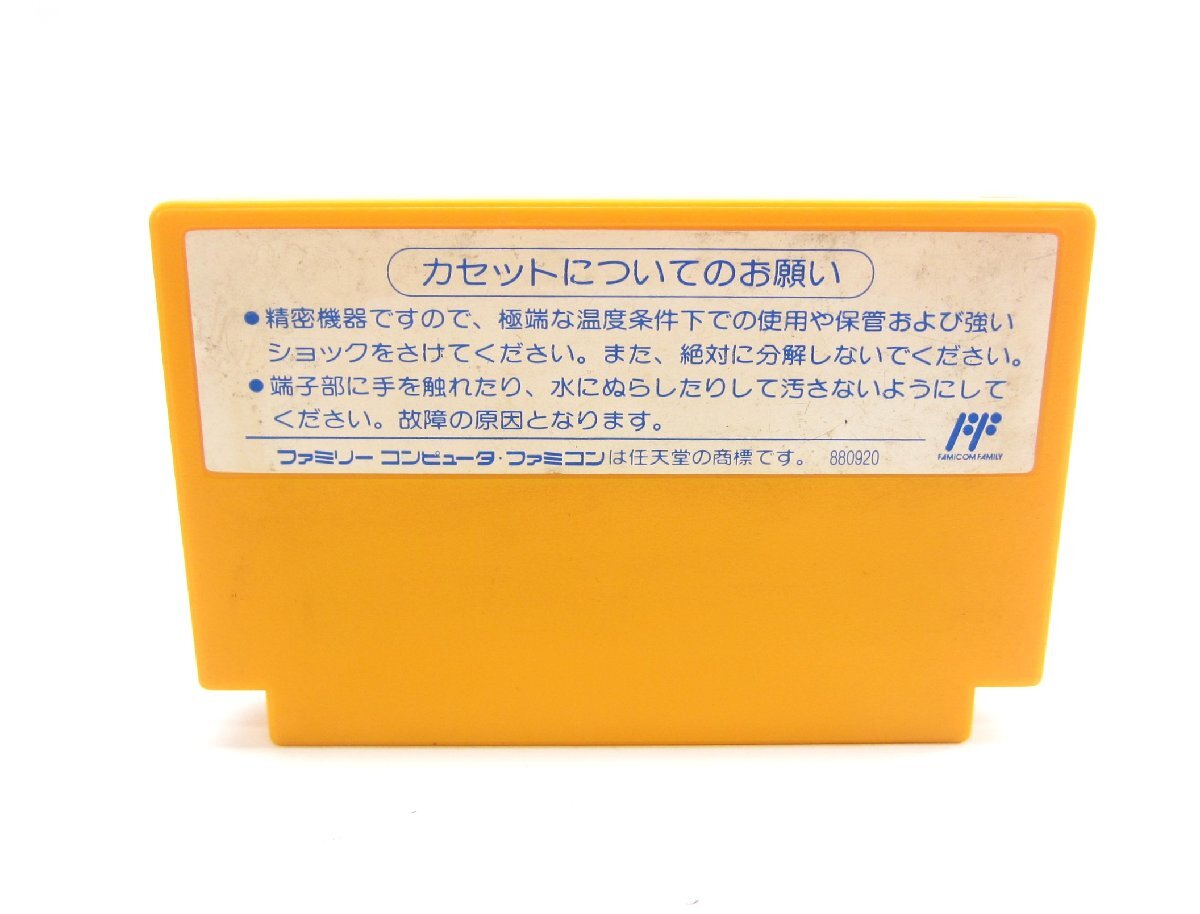 カセットについてのお願い
●精密機器ですので、極端な温度条件下での使用や保管および強い
ショックをさけてください。また、絶対に分解しないでください。
●端子部に手を触れたり、水にぬらしたりして汚さないようにして
ください。故障の原因となります。
FAMICOM FAMILY
ファミリー コンピュータ・ファミコンは任天堂の商標です。 880920